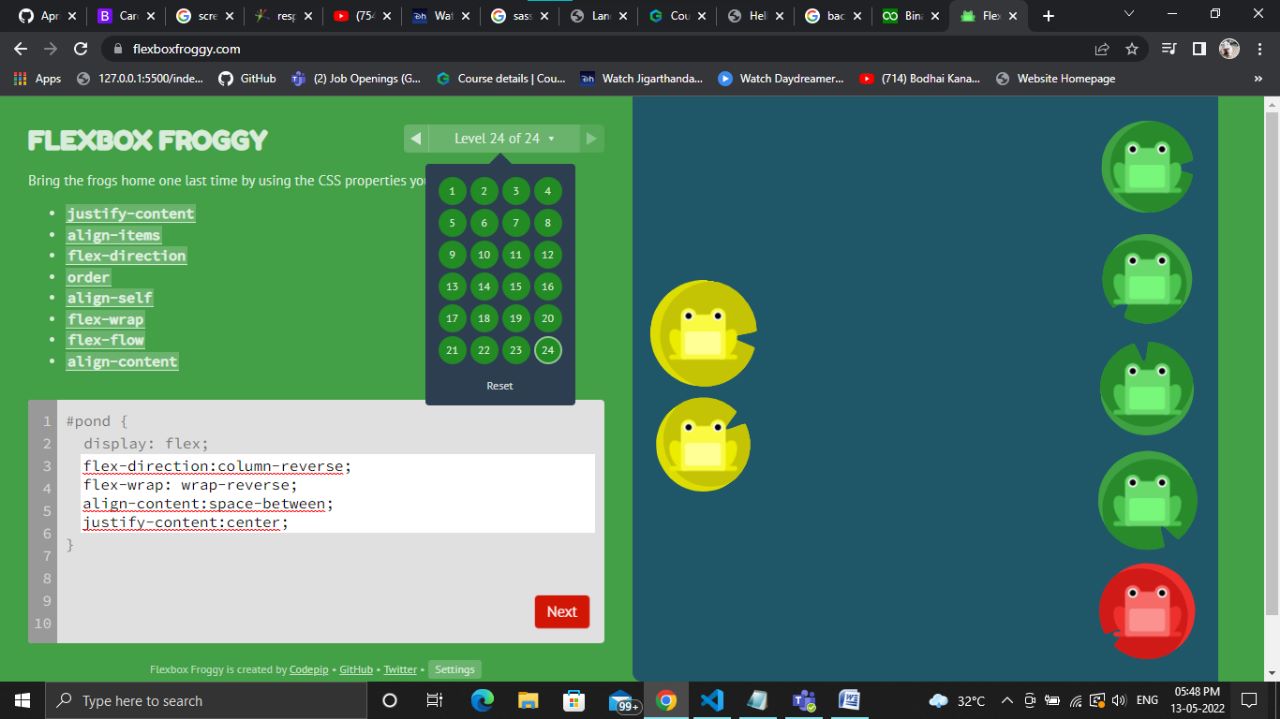 Apr
Car
scre
resp
(754
Wat
sass
Lan
Cou
Hel
bac
Bina
Flex
flexboxfroggy.com
Apps
127.0.0.1:5500/inde...
GitHub
(2) Job Openings (G...
Course details | Cou...
Watch Jigarthanda...
Watch Daydreamer...
(714) Bodhai Kana...
Website Homepage
»
FLEXBOX FROGGY
Level 24 of 24
Bring the frogs home one last time by using the CSS properties you
• justify-content
• align-items
• flex-direction
• order
• align-self
• flex-wrap
• flex-flow
• align-content
1 2 3 4
5 6 7 8
9 10 11 12
13 14 15 16
17 18 19 20
21 22 23 24
Reset
1 #pond {
2 display: flex;
3 flex-direction:column-reverse;
4 flex-wrap: wrap-reverse;
5 align-content:space-between;
6 justify-content:center;
7 }
8
9
10
Next
Flexbox Froggy is created by Codepip • GitHub • Twitter • Settings
Type here to search
99+
32°C
ENG
05:48 PM
13-05-2022